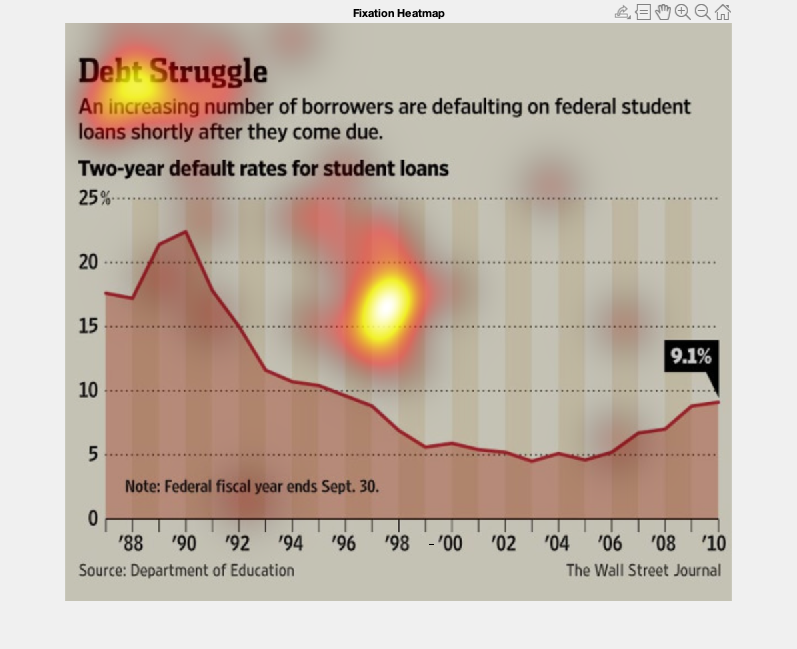 Fixation Heatmap
Debt Struggle
An increasing number of borrowers are defaulting on federal student
loans shortly after they come due.
Two-year default rates for student loans
25%
20
15
9.1%
10
5
Note: Federal fiscal year ends Sept. 30.
0
'88 '90 '92 '94 '96 '98 '00 '02 '04 '06 '08 '10
Source: Department of Education The Wall Street Journal